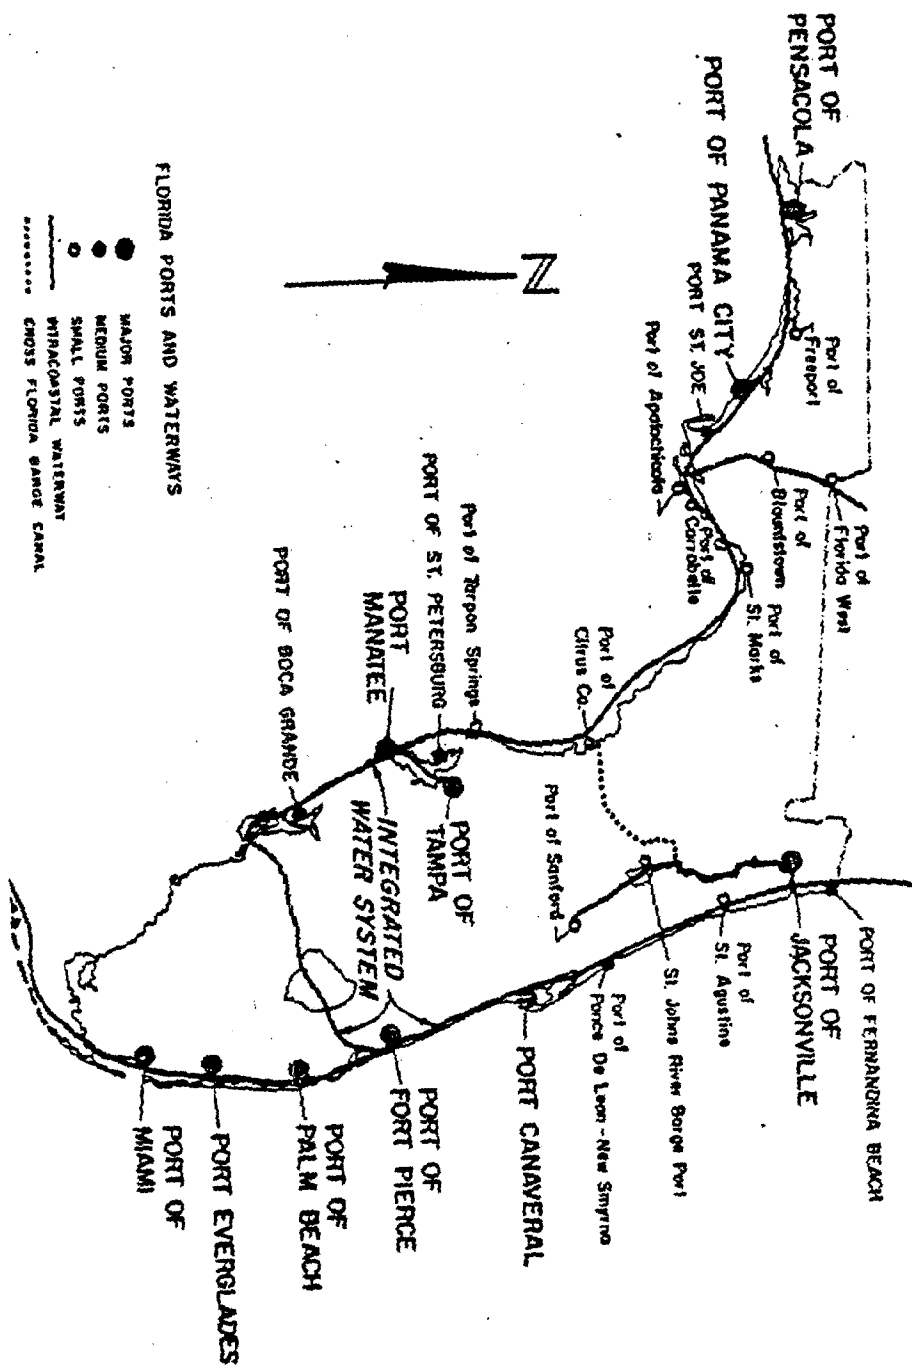 PORT OF
PENSACOLA
PORT OF PANAMA CITY
PORT ST. JOE
Port of Apalachicola
Port of
Freeport
Port of
Carrabelle
Port of
Blountstown
Port of
Florida West
Port of
St. Marks
N
Port of
Citrus Co.
Port of Tarpon Springs
PORT OF ST. PETERSBURG
PORT
MANATEE
PORT OF BOCA GRANDE
PORT OF
TAMPA
INTEGRATED
WATER SYSTEM
Port of Sanford
PORT OF FERNANDINA BEACH
PORT OF
JACKSONVILLE
Port of
St. Agustine
St. Johns River Barge Port
Port of
Ponce De Leon - New Smyrna
PORT CANAVERAL
PORT OF
FORT PIERCE
PORT OF
PALM BEACH
PORT EVERGLADES
PORT OF
MIAMI
FLORIDA PORTS AND WATERWAYS
MAJOR PORTS
MEDIUM PORTS
SMALL PORTS
INTRACOASTAL WATERWAY
CROSS FLORIDA BARGE CANAL